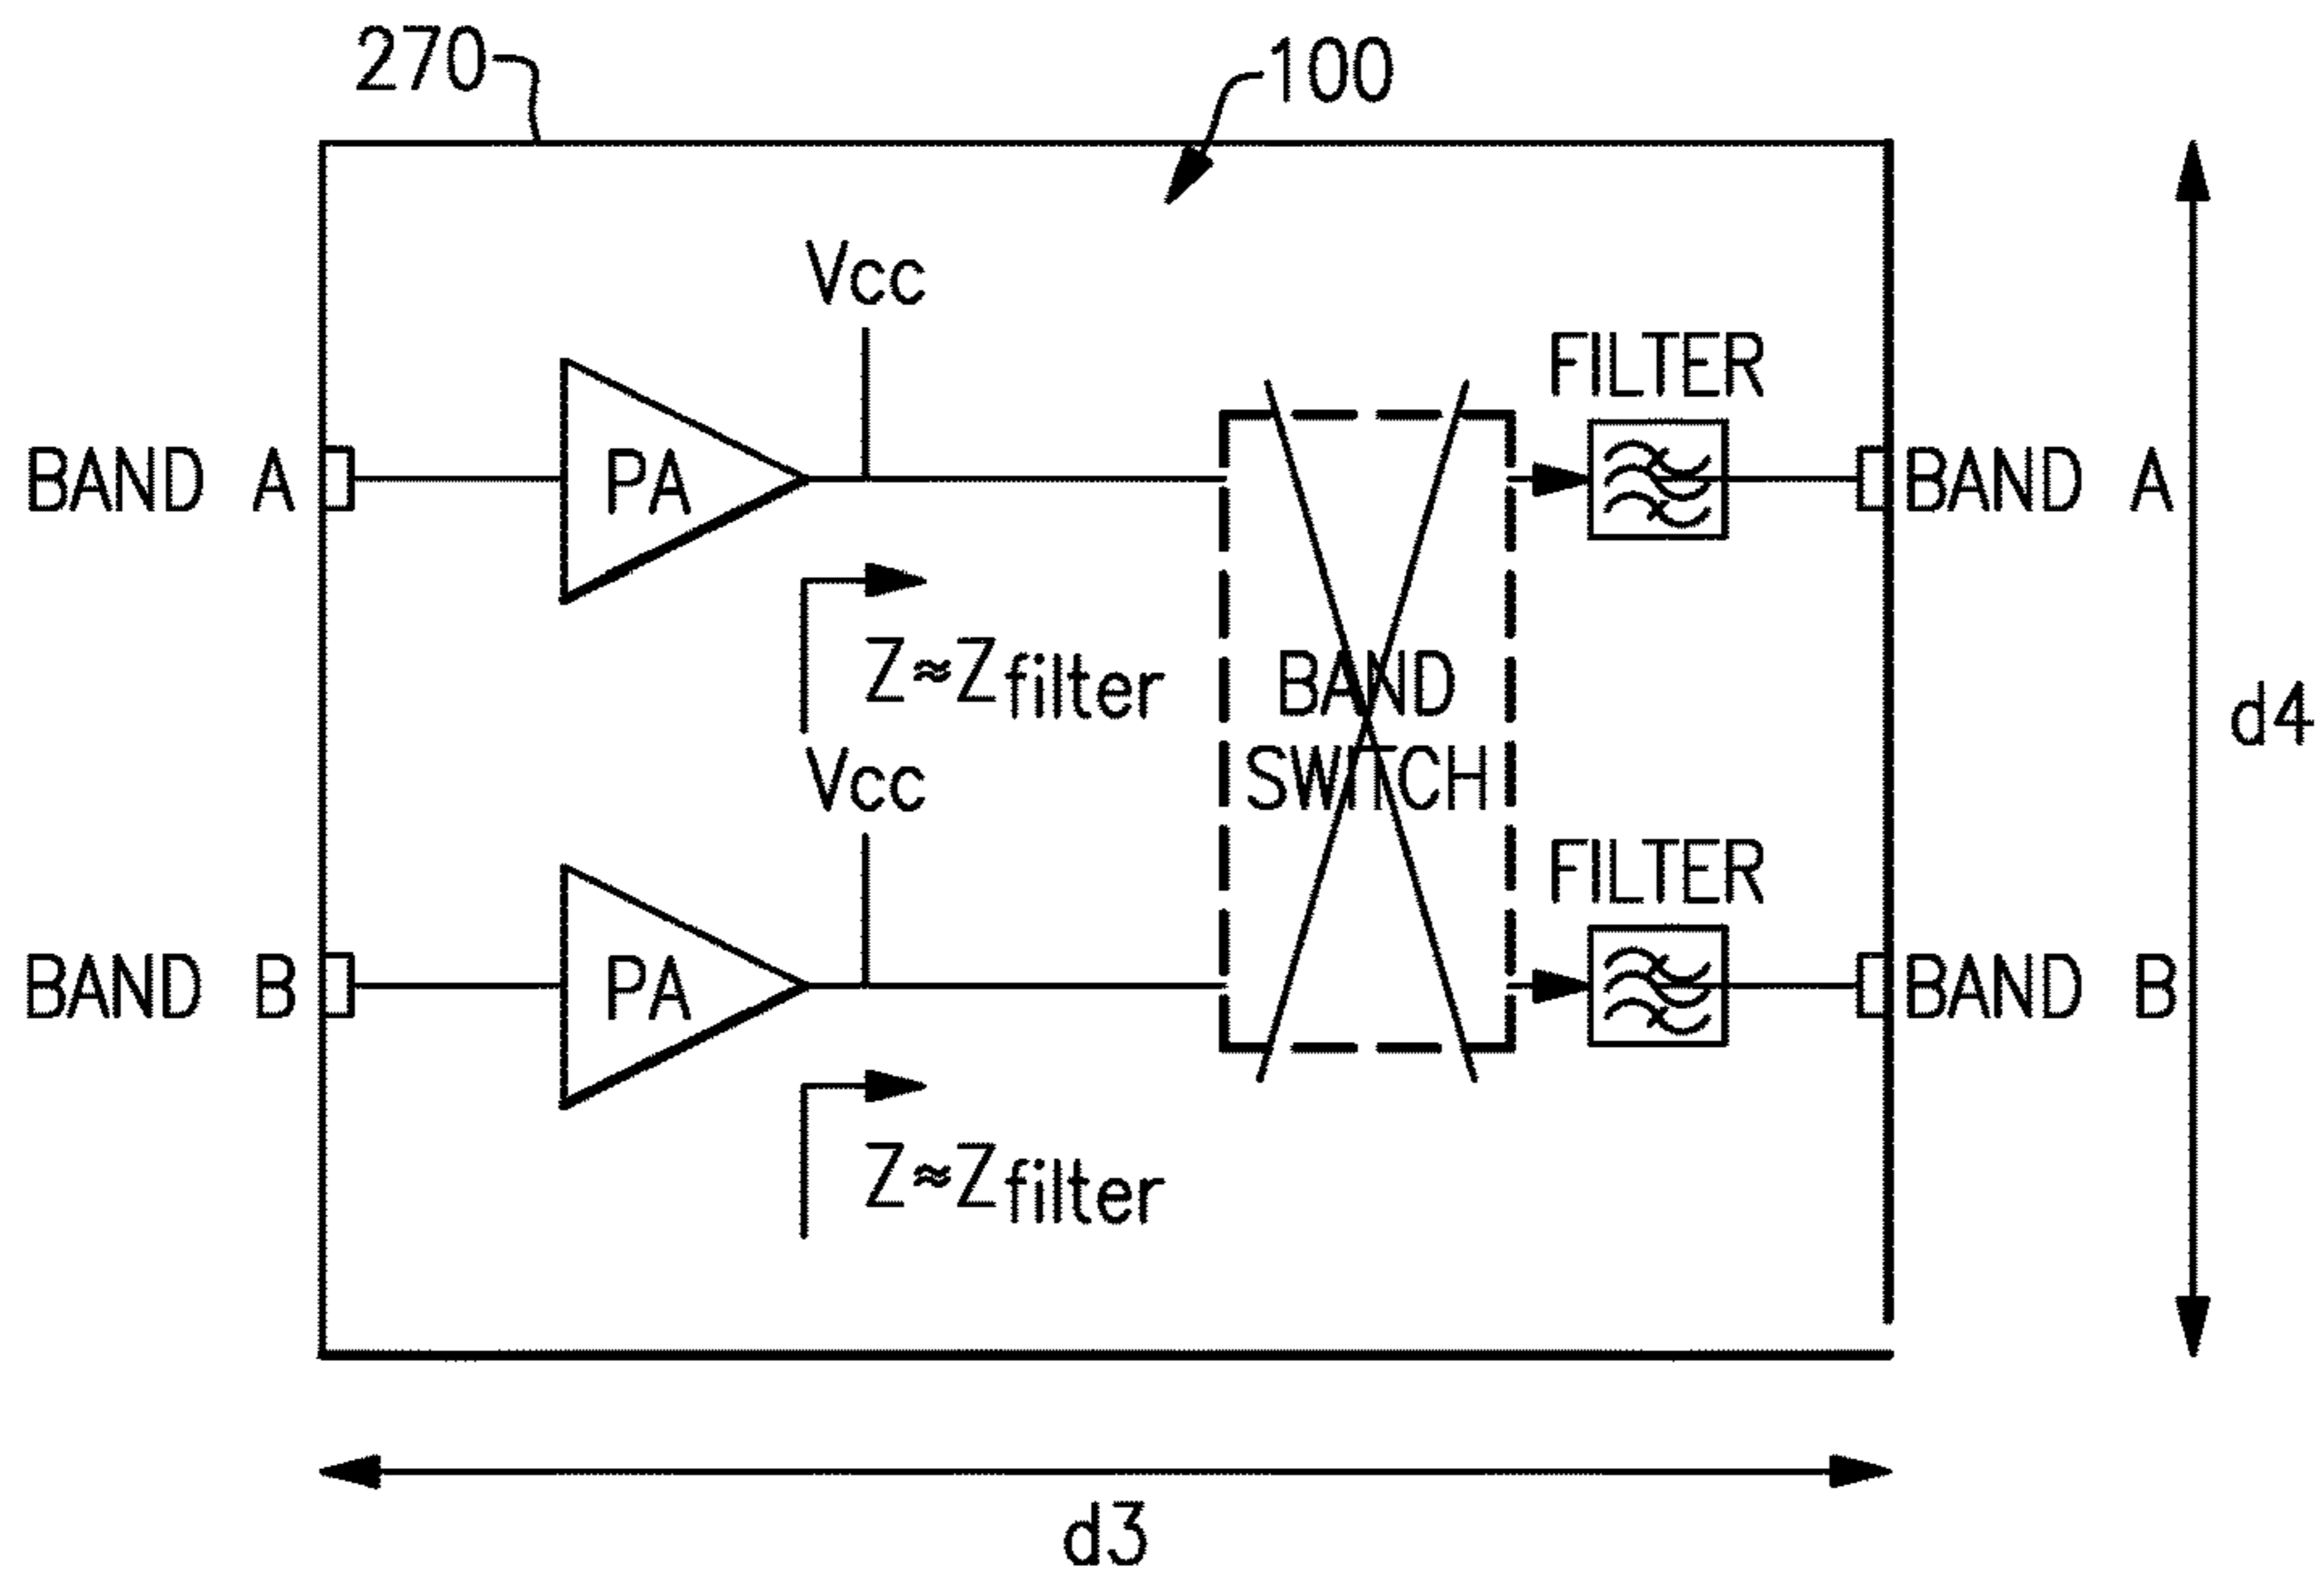 270
100
Vcc
FILTER
BAND A
PA
BAND A
Z≈Zfilter
BAND
SWITCH
d4
Vcc
FILTER
BAND B
PA
BAND B
Z≈Zfilter
d3